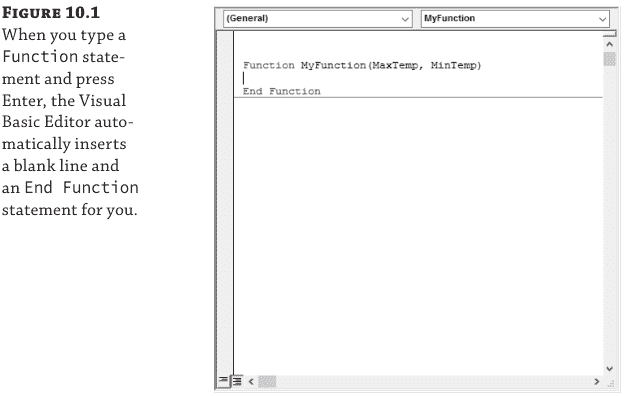 FIGURE 10.1
When you type a
Function state-
ment and press
Enter, the Visual
Basic Editor auto-
matically inserts
a blank line and
an End Function
statement for you.
(General)
MyFunction
Function MyFunction(MaxTemp, MinTemp)
End Function